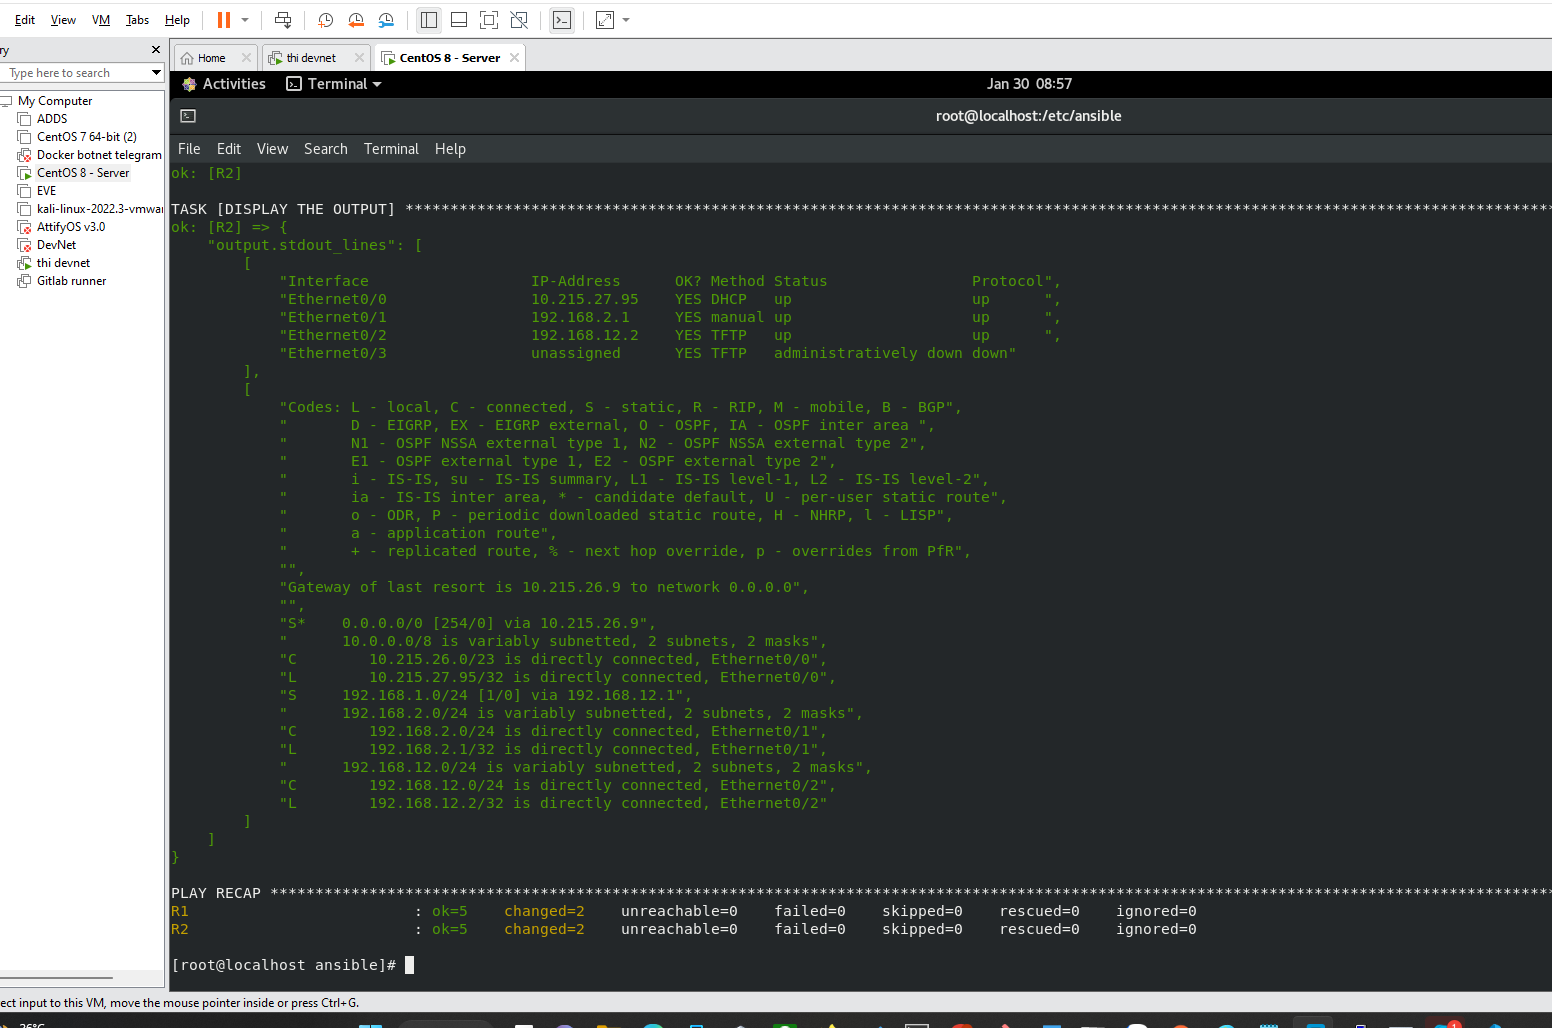 Edit View VM Tabs Help
Home thi devnet CentOS 8 - Server
ry
Type here to search
My Computer
ADDS
CentOS 7 64-bit (2)
Docker botnet telegram
CentOS 8 - Server
EVE
kali-linux-2022.3-vmwar
AttifyOS v3.0
DevNet
thi devnet
Gitlab runner
Activities Terminal Jan 30 08:57
root@localhost:/etc/ansible
File Edit View Search Terminal Help
ok: [R2]
TASK [DISPLAY THE OUTPUT] ********************************************************************************************************************************
ok: [R2] => {
    "output.stdout_lines": [
        [
            "Interface                  IP-Address      OK? Method Status                Protocol",
            "Ethernet0/0                10.215.27.95    YES DHCP   up                    up      ",
            "Ethernet0/1                192.168.2.1     YES manual up                    up      ",
            "Ethernet0/2                192.168.12.2    YES TFTP   up                    up      ",
            "Ethernet0/3                unassigned      YES TFTP   administratively down down"
        ],
        [
            "Codes: L - local, C - connected, S - static, R - RIP, M - mobile, B - BGP",
            "       D - EIGRP, EX - EIGRP external, O - OSPF, IA - OSPF inter area ",
            "       N1 - OSPF NSSA external type 1, N2 - OSPF NSSA external type 2",
            "       E1 - OSPF external type 1, E2 - OSPF external type 2",
            "       i - IS-IS, su - IS-IS summary, L1 - IS-IS level-1, L2 - IS-IS level-2",
            "       ia - IS-IS inter area, * - candidate default, U - per-user static route",
            "       o - ODR, P - periodic downloaded static route, H - NHRP, l - LISP",
            "       a - application route",
            "       + - replicated route, % - next hop override, p - overrides from PfR",
            "",
            "Gateway of last resort is 10.215.26.9 to network 0.0.0.0",
            "",
            "S*    0.0.0.0/0 [254/0] via 10.215.26.9",
            "      10.0.0.0/8 is variably subnetted, 2 subnets, 2 masks",
            "C        10.215.26.0/23 is directly connected, Ethernet0/0",
            "L        10.215.27.95/32 is directly connected, Ethernet0/0",
            "S     192.168.1.0/24 [1/0] via 192.168.12.1",
            "      192.168.2.0/24 is variably subnetted, 2 subnets, 2 masks",
            "C        192.168.2.0/24 is directly connected, Ethernet0/1",
            "L        192.168.2.1/32 is directly connected, Ethernet0/1",
            "      192.168.12.0/24 is variably subnetted, 2 subnets, 2 masks",
            "C        192.168.12.0/24 is directly connected, Ethernet0/2",
            "L        192.168.12.2/32 is directly connected, Ethernet0/2"
        ]
    ]
}
PLAY RECAP ***********************************************************************************************************************************************
R1                         : ok=5    changed=2    unreachable=0    failed=0    skipped=0    rescued=0    ignored=0
R2                         : ok=5    changed=2    unreachable=0    failed=0    skipped=0    rescued=0    ignored=0
[root@localhost ansible]#
ect input to this VM, move the mouse pointer inside or press Ctrl+G.
26°C
1